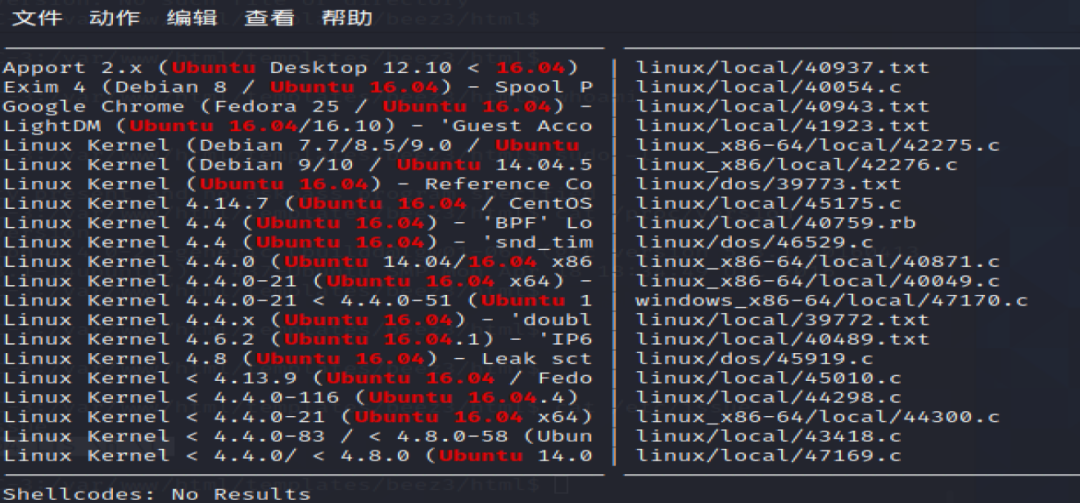 文件 动作 编辑 查看 帮助
Apport 2.x (Ubuntu Desktop 12.10 < 16.04) | linux/local/40937.txt
Exim 4 (Debian 8 / Ubuntu 16.04) - Spool P | linux/local/40054.c
Google Chrome (Fedora 25 / Ubuntu 16.04) - | linux/local/40943.txt
LightDM (Ubuntu 16.04/16.10) - 'Guest Acco | linux/local/41923.txt
Linux Kernel (Debian 7.7/8.5/9.0 / Ubuntu | linux_x86-64/local/42275.c
Linux Kernel (Debian 9/10 / Ubuntu 14.04.5 | linux_x86/local/42276.c
Linux Kernel (Ubuntu 16.04) - Reference Co | linux/dos/39773.txt
Linux Kernel 4.14.7 (Ubuntu 16.04 / CentOS | linux/local/45175.c
Linux Kernel 4.4 (Ubuntu 16.04) - 'BPF' Lo | linux/local/40759.rb
Linux Kernel 4.4 (Ubuntu 16.04) - 'snd_tim | linux/dos/46529.c
Linux Kernel 4.4.0 (Ubuntu 14.04/16.04 x86 | linux_x86-64/local/40871.c
Linux Kernel 4.4.0-21 (Ubuntu 16.04 x64) - | linux_x86-64/local/40049.c
Linux Kernel 4.4.0-21 < 4.4.0-51 (Ubuntu 1 | windows_x86-64/local/47170.c
Linux Kernel 4.4.x (Ubuntu 16.04) - 'doubl | linux/local/39772.txt
Linux Kernel 4.6.2 (Ubuntu 16.04.1) - 'IP6 | linux/local/40489.txt
Linux Kernel 4.8 (Ubuntu 16.04) - Leak sct | linux/dos/45919.c
Linux Kernel < 4.13.9 (Ubuntu 16.04 / Fedo | linux/local/45010.c
Linux Kernel < 4.4.0-116 (Ubuntu 16.04.4) | linux/local/44298.c
Linux Kernel < 4.4.0-21 (Ubuntu 16.04 x64) | linux_x86-64/local/44300.c
Linux Kernel < 4.4.0-83 / < 4.8.0-58 (Ubun | linux/local/43418.c
Linux Kernel < 4.4.0/ < 4.8.0 (Ubuntu 14.0 | linux/local/47169.c
Shellcodes: No Results